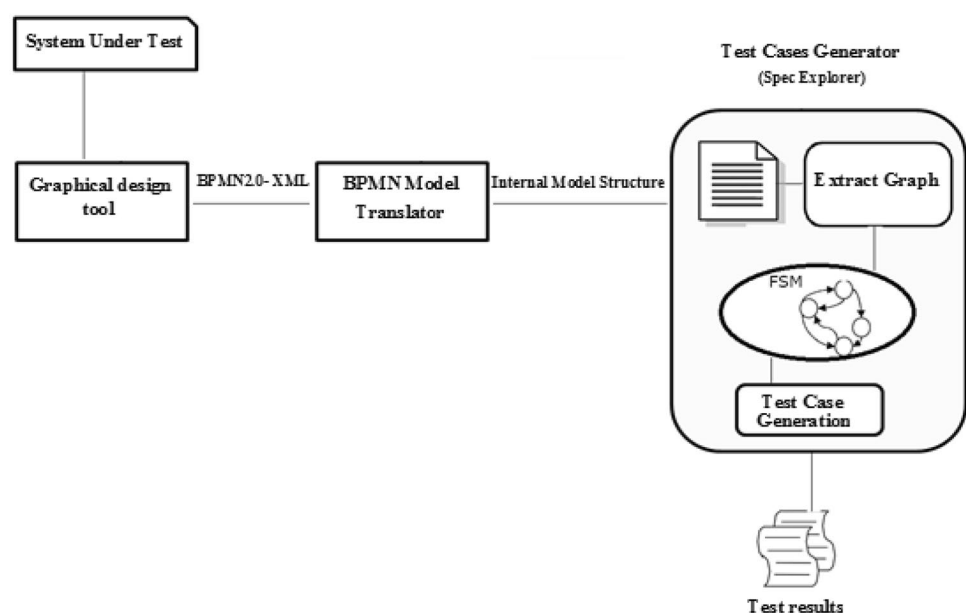 System Under Test
Test Cases Generator
(Spec Explorer)
Graphical design
tool
BPMN2.0- XML
BPMN Model
Translator
Internal Model Structure
Extract Graph
FSM
Test Case
Generation
Test results